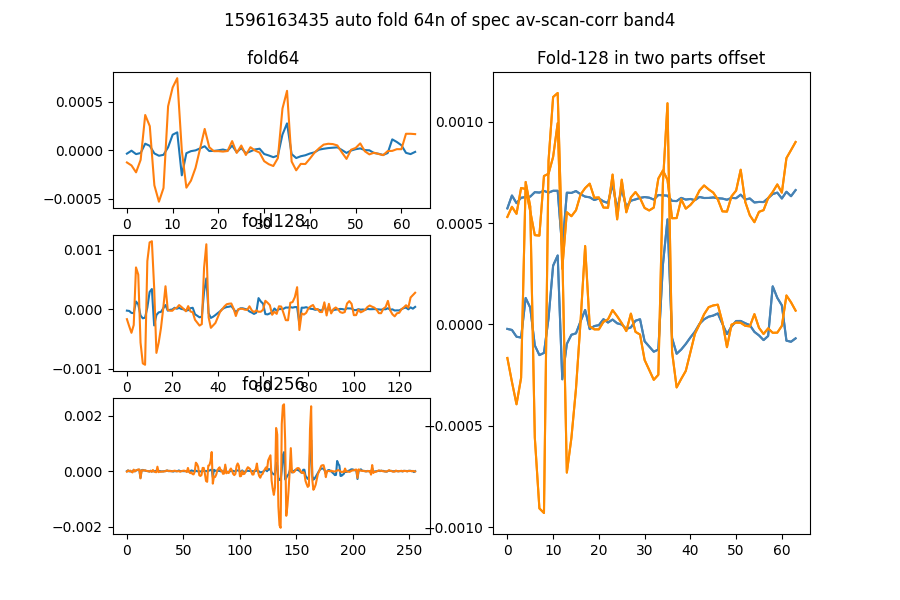 1596163435 auto fold 64n of spec av-scan-corr band4
fold64
0.0005
0.0000
−0.0005
0 10 20 30 40 50 60
fold128
0.001
0.000
−0.001
0 20 40 60 80 100 120
fold256
0.002
0.000
−0.002
0 50 100 150 200 250
Fold-128 in two parts offset
0.0010
0.0005
0.0000
−0.0005
−0.0010
0 10 20 30 40 50 60